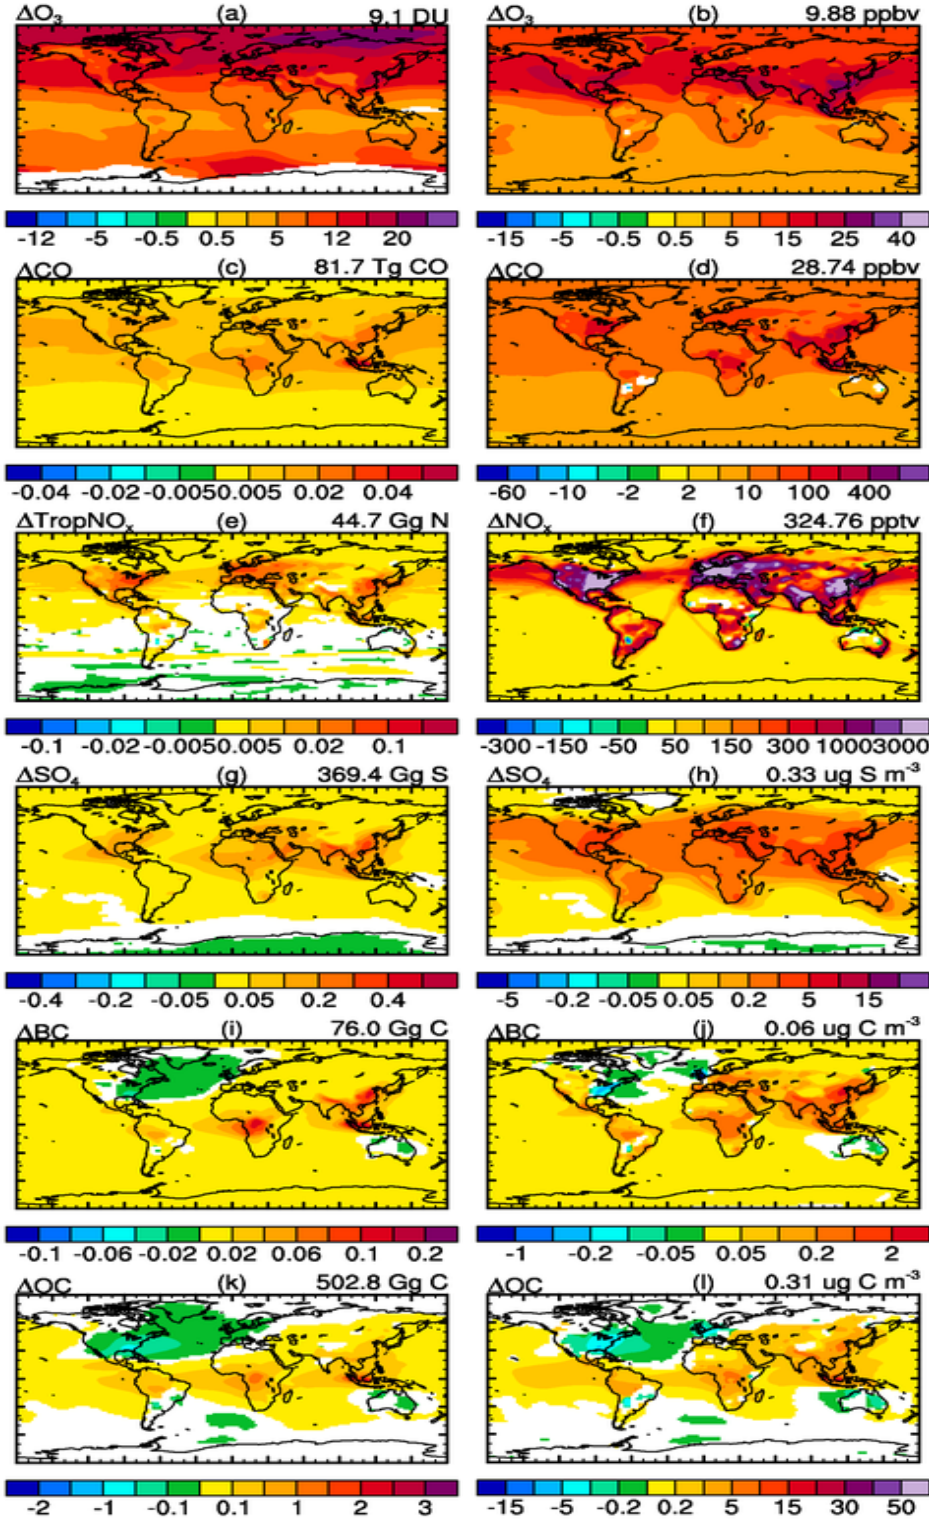 ΔO₃ (a) 9.1 DU
ΔO₃ (b) 9.88 ppbv
-12 -5 -0.5 0.5 5 12 20
-15 -5 -0.5 0.5 5 15 25 40
ΔCO (c) 81.7 Tg CO
ΔCO (d) 28.74 ppbv
-0.04 -0.02 -0.005 0.005 0.02 0.04
-60 -10 -2 2 10 100 400
ΔTropNOₓ (e) 44.7 Gg N
ΔNOₓ (f) 324.76 pptv
-0.1 -0.02 -0.005 0.005 0.02 0.1
-300 -150 -50 50 150 300 1000 3000
ΔSO₄ (g) 369.4 Gg S
ΔSO₄ (h) 0.33 ug S m⁻³
-0.4 -0.2 -0.05 0.05 0.2 0.4
-5 -0.2 -0.05 0.05 0.2 5 15
ΔBC (i) 76.0 Gg C
ΔBC (j) 0.06 ug C m⁻³
-0.1 -0.06 -0.02 0.02 0.06 0.1 0.2
-1 -0.2 -0.05 0.05 0.2 2
ΔOC (k) 502.8 Gg C
ΔOC (l) 0.31 ug C m⁻³
-2 -1 -0.1 0.1 1 2 3
-15 -5 -0.2 0.2 5 15 30 50